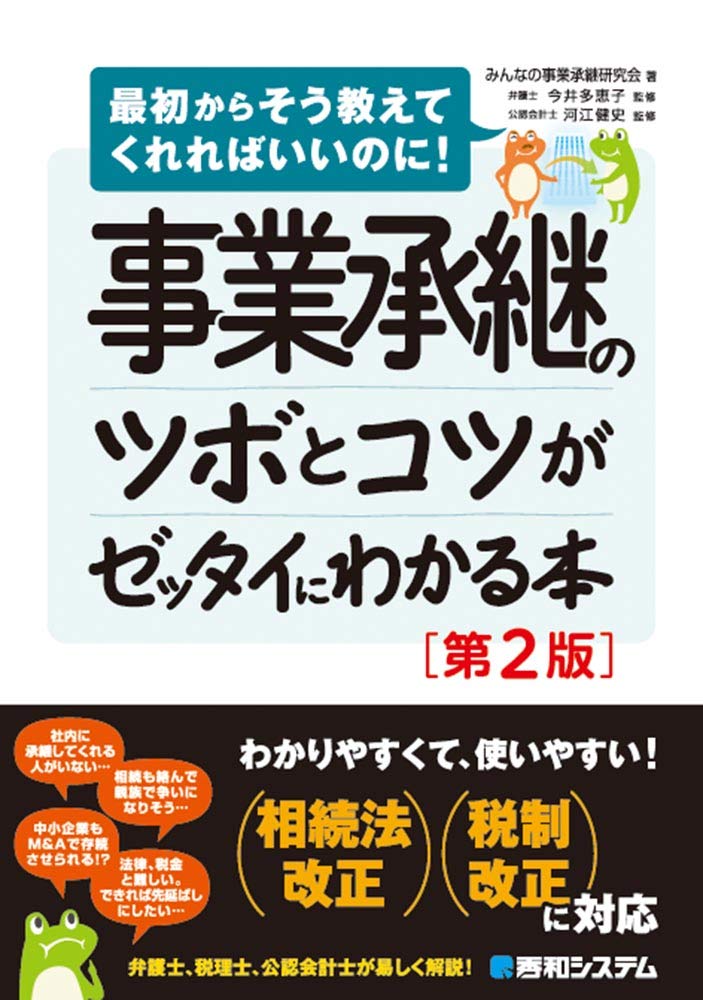 最初からそう教えて
くれればいいのに!
みんなの事業承継研究会 著
弁護士 今井多恵子 監修
公認会計士 河江健史 監修
事業承継の
ツボとコツが
ゼッタイにわかる本
[第2版]
社内に
承継してくれる
人がいない…
相続も絡んで
親族で争いに
なりそう…
中小企業も
M&Aで存続
させられる!?
法律、税金
と難しい。
できれば先延ばし
にしたい…
わかりやすくて、使いやすい!
(相続法
改正)
(税制
改正)
に対応
弁護士、税理士、公認会計士が易しく解説!
秀和システム